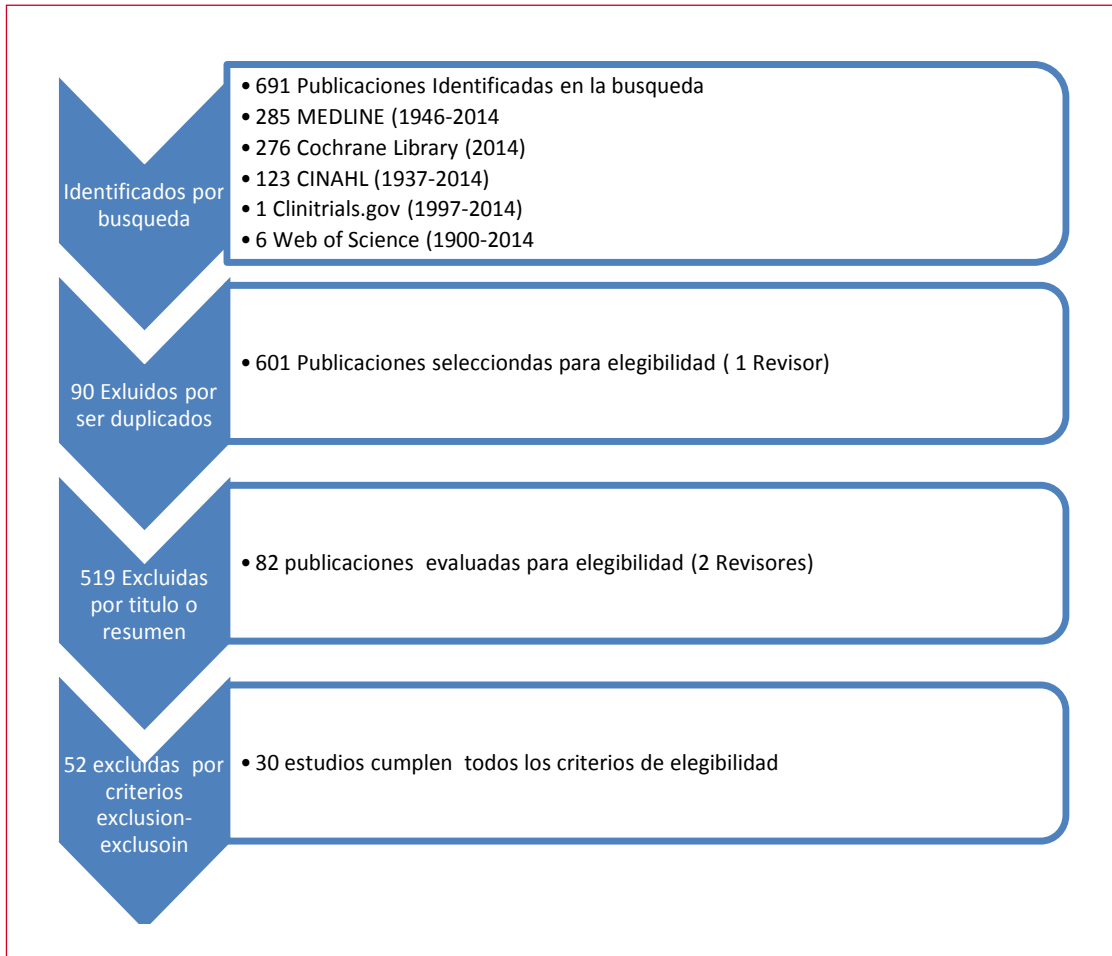 Identificados por
busqueda
• 691 Publicaciones Identificadas en la busqueda
• 285 MEDLINE (1946-2014
• 276 Cochrane Library (2014)
• 123 CINAHL (1937-2014)
• 1 Clinitrials.gov (1997-2014)
• 6 Web of Science (1900-2014
90 Exluidos por
ser duplicados
• 601 Publicaciones selecciondas para elegibilidad ( 1 Revisor)
519 Excluidas
por titulo o
resumen
• 82 publicaciones evaluadas para elegibilidad (2 Revisores)
52 excluidas por
criterios
exclusion-
exclusoin
• 30 estudios cumplen todos los criterios de elegibilidad